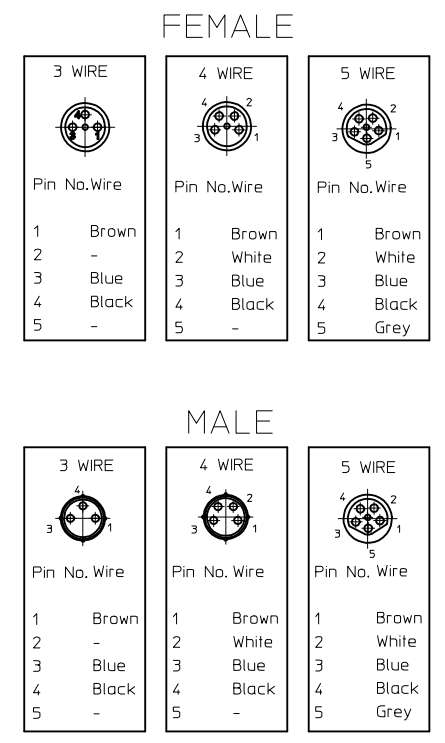 FEMALE
3 WIRE
4
3 1
Pin No.Wire
1 Brown
2 -
3 Blue
4 Black
5 -
4 WIRE
4 2
3 1
Pin No.Wire
1 Brown
2 White
3 Blue
4 Black
5 -
5 WIRE
4 2
3 1
5
Pin No.Wire
1 Brown
2 White
3 Blue
4 Black
5 Grey
MALE
3 WIRE
4
3 1
Pin No. Wire
1 Brown
2 -
3 Blue
4 Black
5 -
4 WIRE
4 2
3 1
Pin No. Wire
1 Brown
2 White
3 Blue
4 Black
5 -
5 WIRE
4 2
3 1
5
Pin No. Wire
1 Brown
2 White
3 Blue
4 Black
5 Grey